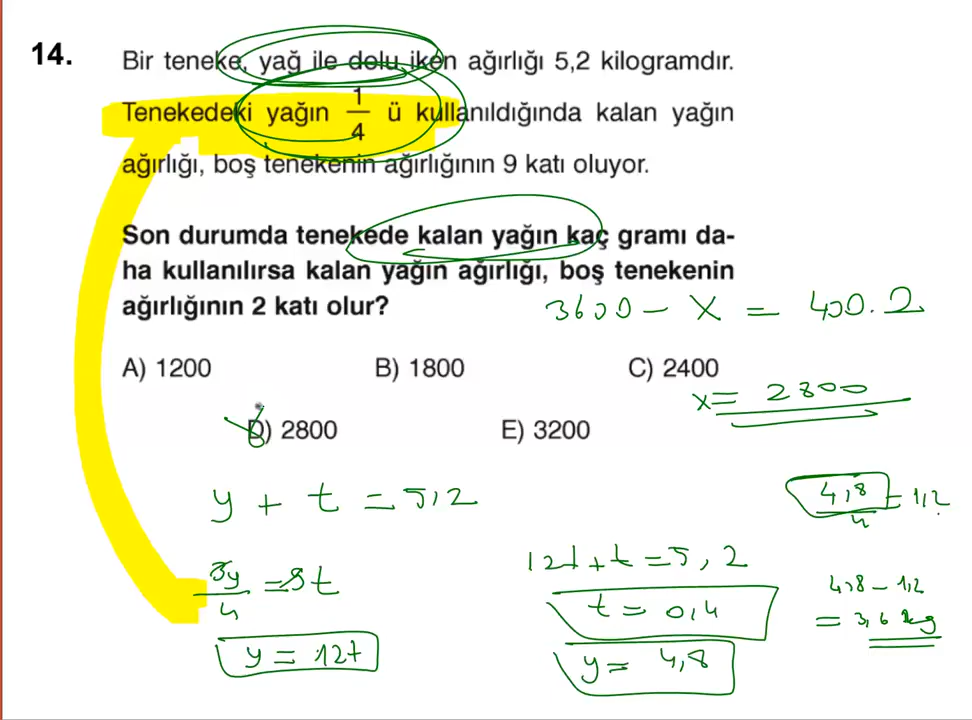 14. Bir teneke, yağ ile dolu iken ağırlığı 5,2 kilogramdır.
Tenekedeki yağın 1/4 ü kullanıldığında kalan yağın
ağırlığı, boş tenekenin ağırlığının 9 katı oluyor.
Son durumda tenekede kalan yağın kaç gramı da-
ha kullanılırsa kalan yağın ağırlığı, boş tenekenin
ağırlığının 2 katı olur?
3600 - x = 400.2
A) 1200 B) 1800 C) 2400
x = 2800
D) 2800 E) 3200
y + t = 5,2
4,8/4 = 1,2
3y/4 = 9t
12t + t = 5,2
4,8 - 1,2
t = 0,4
= 3,6 kg
y = 12t
y = 4,8